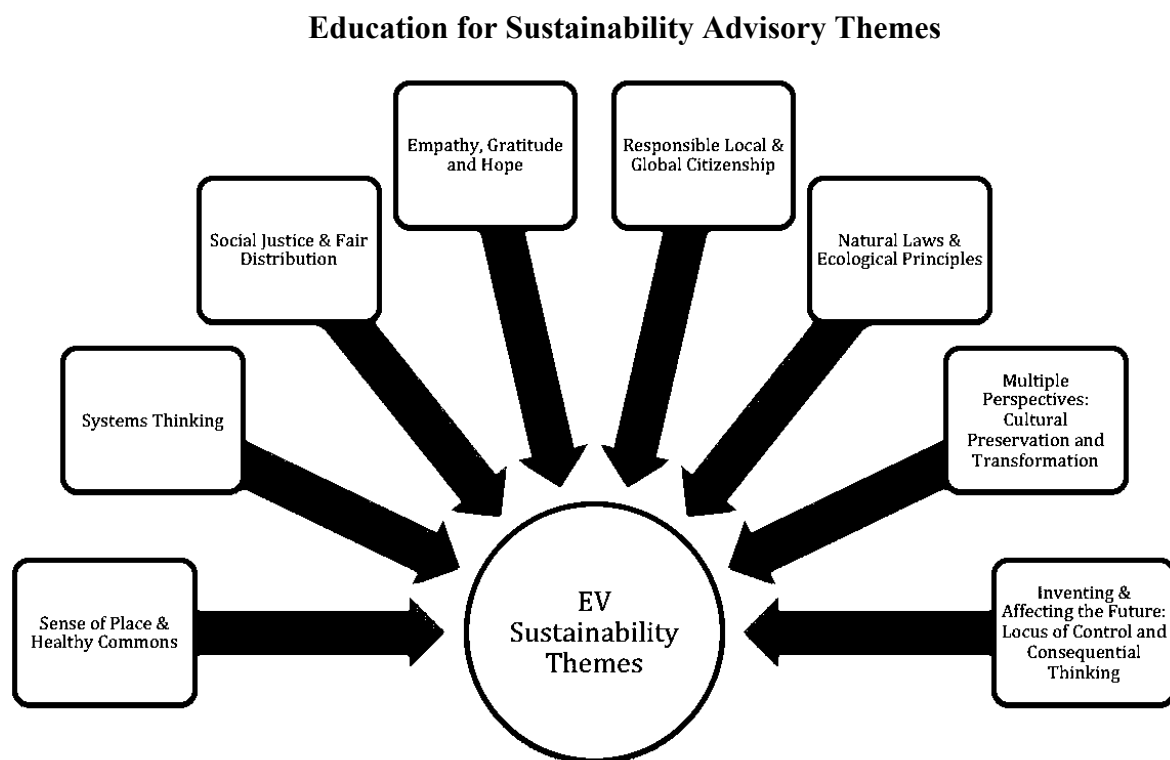 Education for Sustainability Advisory Themes
Empathy, Gratitude
and Hope
Responsible Local &
Global Citizenship
Social Justice & Fair
Distribution
Natural Laws &
Ecological Principles
Systems Thinking
Multiple
Perspectives:
Cultural
Preservation and
Transformation
Sense of Place &
Healthy Commons
EV
Sustainability
Themes
Inventing &
Affecting the Future:
Locus of Control and
Consequential
Thinking